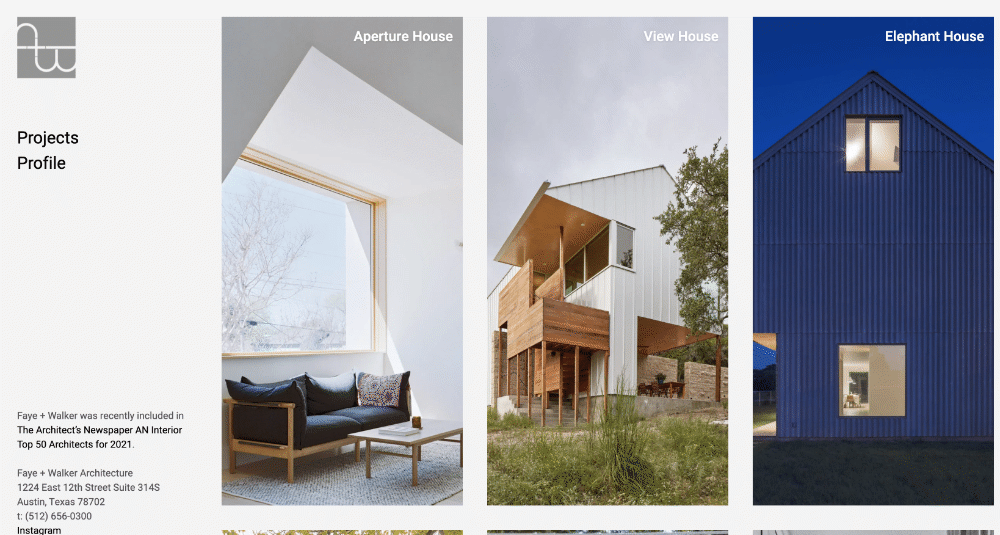 Projects
Profile
Faye + Walker was recently included in
The Architect's Newspaper AN Interior
Top 50 Architects for 2021.
Faye + Walker Architecture
1224 East 12th Street Suite 314S
Austin, Texas 78702
t: (512) 656-0300
Instagram
Aperture House
View House
Elephant House